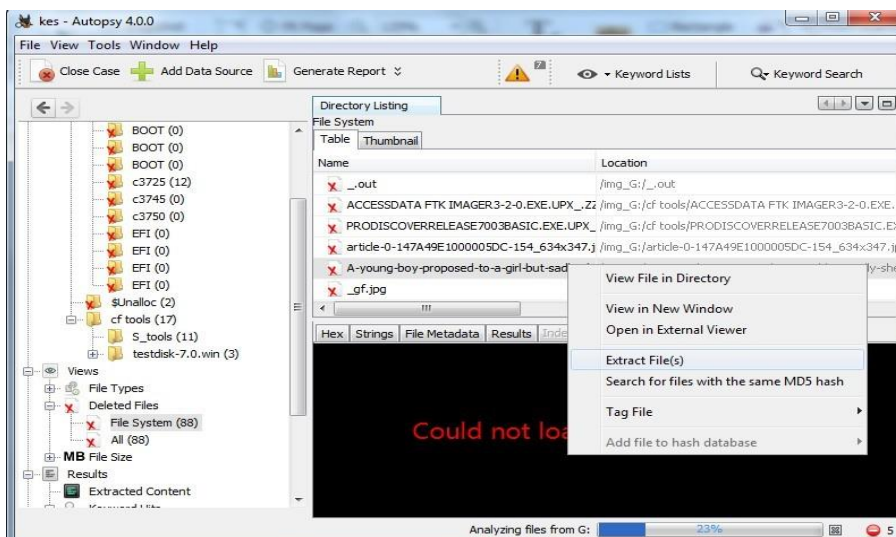 kes - Autopsy 4.0.0
File View Tools Window Help
Close Case Add Data Source Generate Report Keyword Lists Keyword Search
Directory Listing
File System
Table Thumbnail
Name Location
_.out /img_G:/_.out
ACCESSDATA FTK IMAGER3-2-0.EXE.UPX_.ZZ /img_G:/cf tools/ACCESSDATA FTK IMAGER3-2-0.EXE.
PRODISCOVERRELEASE7003BASIC.EXE.UPX_ /img_G:/cf tools/PRODISCOVERRELEASE7003BASIC.EX
article-0-147A49E1000005DC-154_634x347.j /img_G:/article-0-147A49E1000005DC-154_634x347.jp
A-young-boy-proposed-to-a-girl-but-sad
_gf.jpg
BOOT (0)
BOOT (0)
BOOT (0)
c3725 (12)
c3745 (0)
c3750 (0)
EFI (0)
EFI (0)
EFI (0)
EFI (0)
$Unalloc (2)
cf tools (17)
S_tools (11)
testdisk-7.0.win (3)
Views
File Types
Deleted Files
File System (88)
All (88)
MB File Size
Results
Extracted Content
Hex Strings File Metadata Results
Could not loa
View File in Directory
View in New Window
Open in External Viewer
Extract File(s)
Search for files with the same MD5 hash
Tag File
Add file to hash database
Analyzing files from G: 23% 5